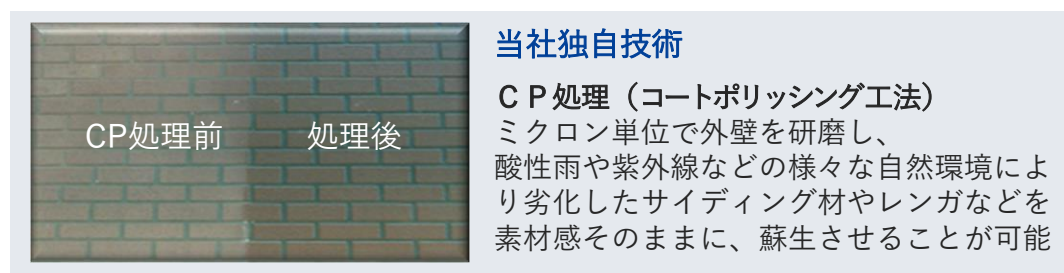 CP処理前 処理後
当社独自技術
ＣＰ処理（コートポリッシング工法）
ミクロン単位で外壁を研磨し、
酸性雨や紫外線などの様々な自然環境によ
り劣化したサイディング材やレンガなどを
素材感そのままに、蘇生させることが可能